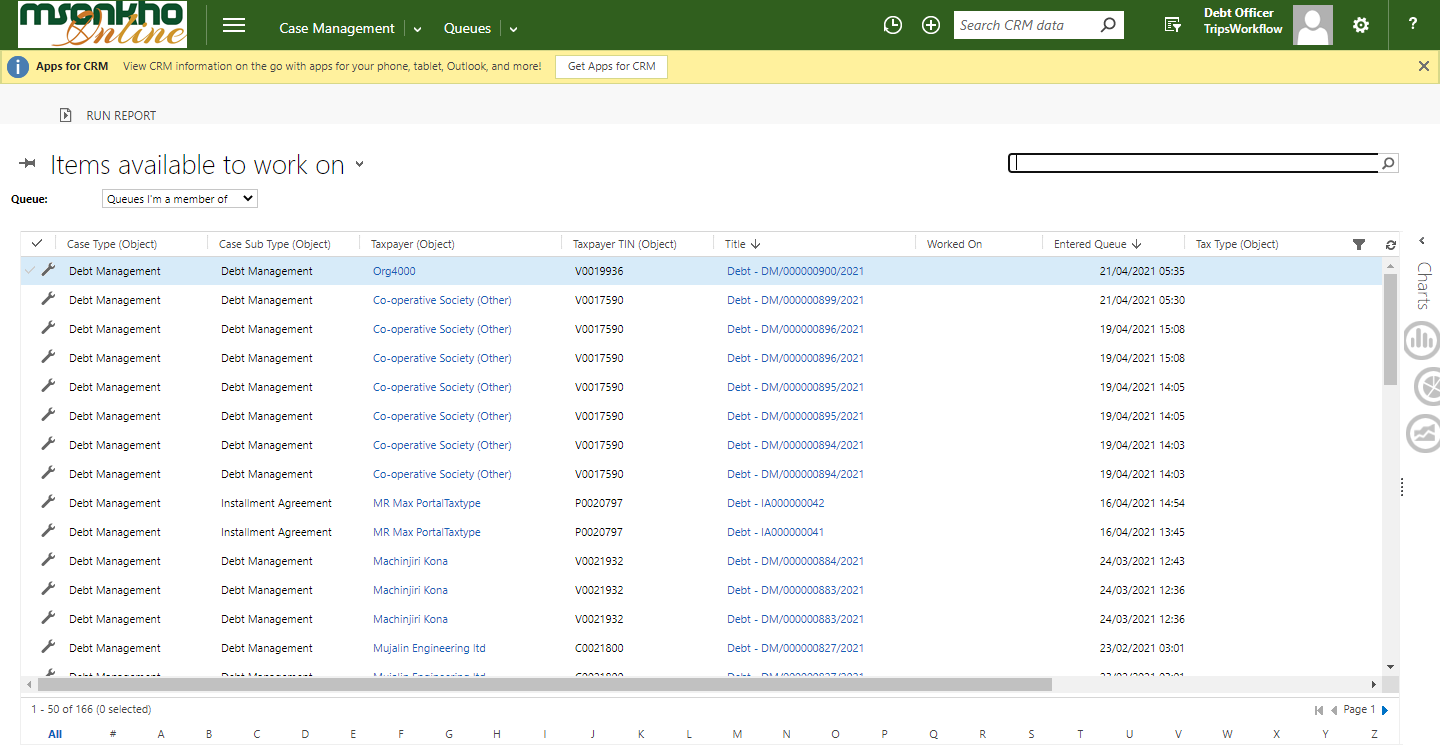 msonkho
Online
Case Management
Queues
Search CRM data
Debt Officer
TripsWorkflow
?
Apps for CRM View CRM information on the go with apps for your phone, tablet, Outlook, and more! Get Apps for CRM
RUN REPORT
Items available to work on
Queue: Queues I'm a member of
Case Type (Object) Case Sub Type (Object) Taxpayer (Object) Taxpayer TIN (Object) Title Worked On Entered Queue Tax Type (Object)
Debt Management Debt Management Org4000 V0019936 Debt - DM/000000900/2021 21/04/2021 05:35
Debt Management Debt Management Co-operative Society (Other) V0017590 Debt - DM/000000899/2021 21/04/2021 05:30
Debt Management Debt Management Co-operative Society (Other) V0017590 Debt - DM/000000896/2021 19/04/2021 15:08
Debt Management Debt Management Co-operative Society (Other) V0017590 Debt - DM/000000896/2021 19/04/2021 15:08
Debt Management Debt Management Co-operative Society (Other) V0017590 Debt - DM/000000895/2021 19/04/2021 14:05
Debt Management Debt Management Co-operative Society (Other) V0017590 Debt - DM/000000895/2021 19/04/2021 14:05
Debt Management Debt Management Co-operative Society (Other) V0017590 Debt - DM/000000894/2021 19/04/2021 14:03
Debt Management Debt Management Co-operative Society (Other) V0017590 Debt - DM/000000894/2021 19/04/2021 14:03
Debt Management Installment Agreement MR Max PortalTaxtype P0020797 Debt - IA000000042 16/04/2021 14:54
Debt Management Installment Agreement MR Max PortalTaxtype P0020797 Debt - IA000000041 16/04/2021 13:45
Debt Management Debt Management Machinjiri Kona V0021932 Debt - DM/000000884/2021 24/03/2021 12:43
Debt Management Debt Management Machinjiri Kona V0021932 Debt - DM/000000883/2021 24/03/2021 12:36
Debt Management Debt Management Machinjiri Kona V0021932 Debt - DM/000000883/2021 24/03/2021 12:36
Debt Management Debt Management Mujalin Engineering ltd C0021800 Debt - DM/000000827/2021 23/02/2021 03:01
Charts
1 - 50 of 166 (0 selected) Page 1
All # A B C D E F G H I J K L M N O P Q R S T U V W X Y Z